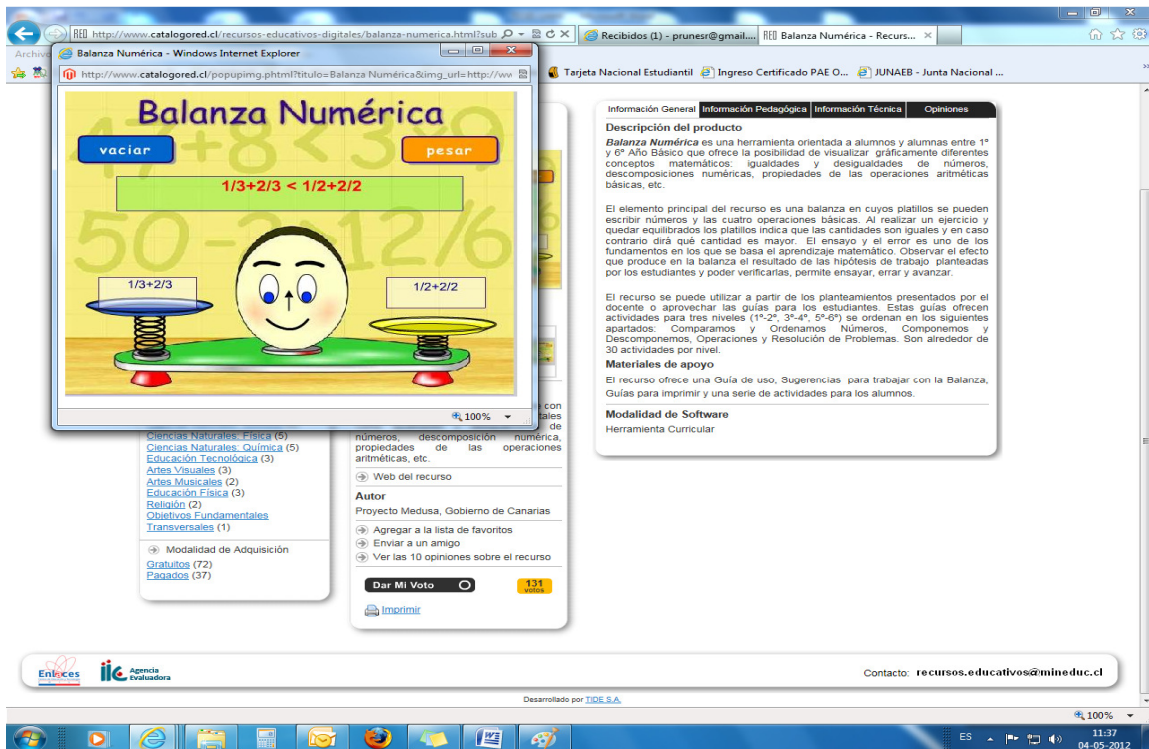 http://www.catalogored.cl/recursos-educativos-digitales/balanza-numerica.html?sub
Recibidos (1) - prunesr@gmail....
Balanza Numérica - Recurs...
Archivo
Balanza Numérica - Windows Internet Explorer
http://www.catalogored.cl/popupimg.phtml?titulo=Balanza Numérica&img_url=http://ww
Tarjeta Nacional Estudiantil
Ingreso Certificado PAE O...
JUNAEB - Junta Nacional ...
Balanza Numérica
vaciar
pesar
1/3+2/3 < 1/2+2/2
47+8<3×9
50-2>12/6
1/3+2/3
1/2+2/2
100%
Información General
Información Pedagógica
Información Técnica
Opiniones
Descripción del producto
Balanza Numérica es una herramienta orientada a alumnos y alumnas entre 1º
y 6º Año Básico que ofrece la posibilidad de visualizar gráficamente diferentes
conceptos matemáticos: igualdades y desigualdades de números,
descomposiciones numéricas, propiedades de las operaciones aritméticas
básicas, etc.
El elemento principal del recurso es una balanza en cuyos platillos se pueden
escribir números y las cuatro operaciones básicas. Al realizar un ejercicio y
quedar equilibrados los platillos indica que las cantidades son iguales y en caso
contrario dirá qué cantidad es mayor. El ensayo y el error es uno de los
fundamentos en los que se basa el aprendizaje matemático. Observar el efecto
que produce en la balanza el resultado de las hipótesis de trabajo planteadas
por los estudiantes y poder verificarlas, permite ensayar, errar y avanzar.
El recurso se puede utilizar a partir de los planteamientos presentados por el
docente o aprovechar las guías para los estudiantes. Estas guías ofrecen
actividades para tres niveles (1º-2º, 3º-4º, 5º-6º) se ordenan en los siguientes
apartados: Comparamos y Ordenamos Números, Componemos y
Descomponemos, Operaciones y Resolución de Problemas. Son alrededor de
30 actividades por nivel.
Materiales de apoyo
El recurso ofrece una Guía de uso, Sugerencias para trabajar con la Balanza,
Guías para imprimir y una serie de actividades para los alumnos.
Modalidad de Software
Herramienta Curricular
Ciencias Naturales: Física (5)
Ciencias Naturales: Química (5)
Educación Tecnológica (3)
Artes Visuales (3)
Artes Musicales (2)
Educación Física (3)
Religión (2)
Objetivos Fundamentales
Transversales (1)
Modalidad de Adquisición
Gratuitos (72)
Pagados (37)
con
tales
de
números, descomposición numérica,
propiedades de las operaciones
aritméticas, etc.
Web del recurso
Autor
Proyecto Medusa, Gobierno de Canarias
Agregar a la lista de favoritos
Enviar a un amigo
Ver las 10 opiniones sobre el recurso
Dar Mi Voto
131
votos
Imprimir
Enlaces
iie Agencia
Evaluadora
Contacto: recursos.educativos@mineduc.cl
Desarrollado por TIDE S.A.
100%
ES
11:37
04-05-2012